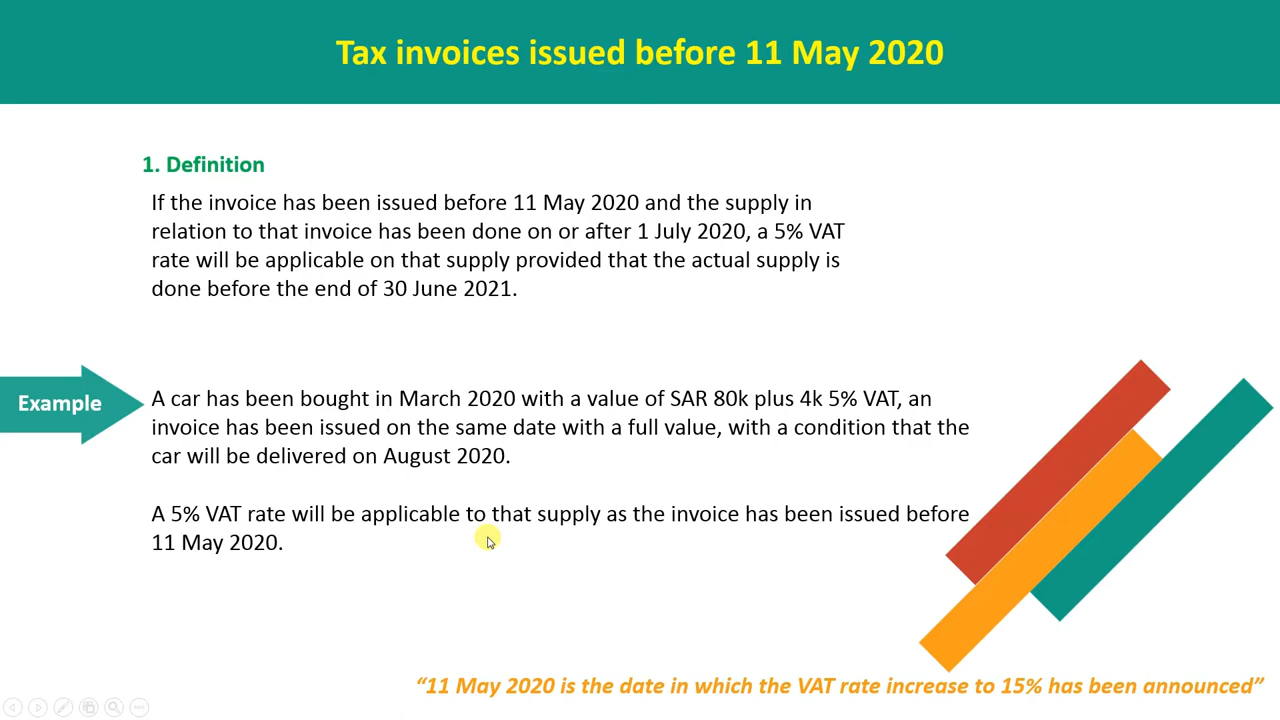 Tax invoices issued before 11 May 2020
1. Definition
If the invoice has been issued before 11 May 2020 and the supply in
relation to that invoice has been done on or after 1 July 2020, a 5% VAT
rate will be applicable on that supply provided that the actual supply is
done before the end of 30 June 2021.
Example
A car has been bought in March 2020 with a value of SAR 80k plus 4k 5% VAT, an
invoice has been issued on the same date with a full value, with a condition that the
car will be delivered on August 2020.
A 5% VAT rate will be applicable to that supply as the invoice has been issued before
11 May 2020.
“11 May 2020 is the date in which the VAT rate increase to 15% has been announced”